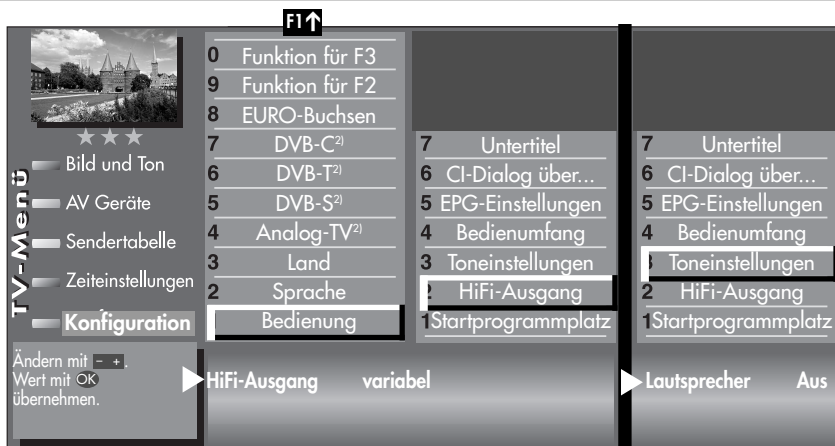 F1↑
TV-Menü
Bild und Ton
AV Geräte
Sendertabelle
Zeiteinstellungen
Konfiguration
0 Funktion für F3
9 Funktion für F2
8 EURO-Buchsen
7 DVB-C²⁾
6 DVB-T²⁾
5 DVB-S²⁾
4 Analog-TV²⁾
3 Land
2 Sprache
Bedienung
7 Untertitel
6 CI-Dialog über...
5 EPG-Einstellungen
4 Bedienumfang
3 Toneinstellungen
2 HiFi-Ausgang
1 Startprogrammplatz
7 Untertitel
6 CI-Dialog über...
5 EPG-Einstellungen
4 Bedienumfang
3 Toneinstellungen
2 HiFi-Ausgang
1 Startprogrammplatz
Ändern mit - +.
Wert mit OK
übernehmen.
HiFi-Ausgang variabel
Lautsprecher Aus